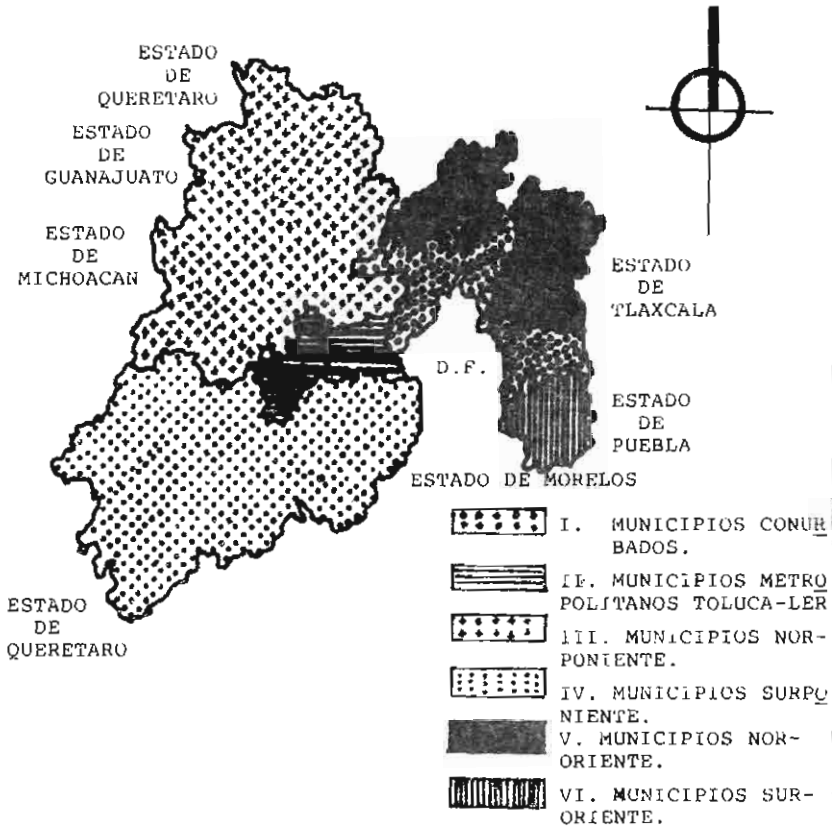 ESTADO
DE
QUERETARO
ESTADO
DE
GUANAJUATO
ESTADO
DE
MICHOACAN
ESTADO
DE
TLAXCALA
D.F.
ESTADO
DE
PUEBLA
ESTADO DE MORELOS
ESTADO
DE
QUERETARO
I. MUNICIPIOS CONUR
BADOS.
II. MUNICIPIOS METRO
POLITANOS TOLUCA-LER
III. MUNICIPIOS NOR-
PONIENTE.
IV. MUNICIPIOS SURPO
NIENTE.
V. MUNICIPIOS NOR-
ORIENTE.
VI. MUNICIPIOS SUR-
ORIENTE.